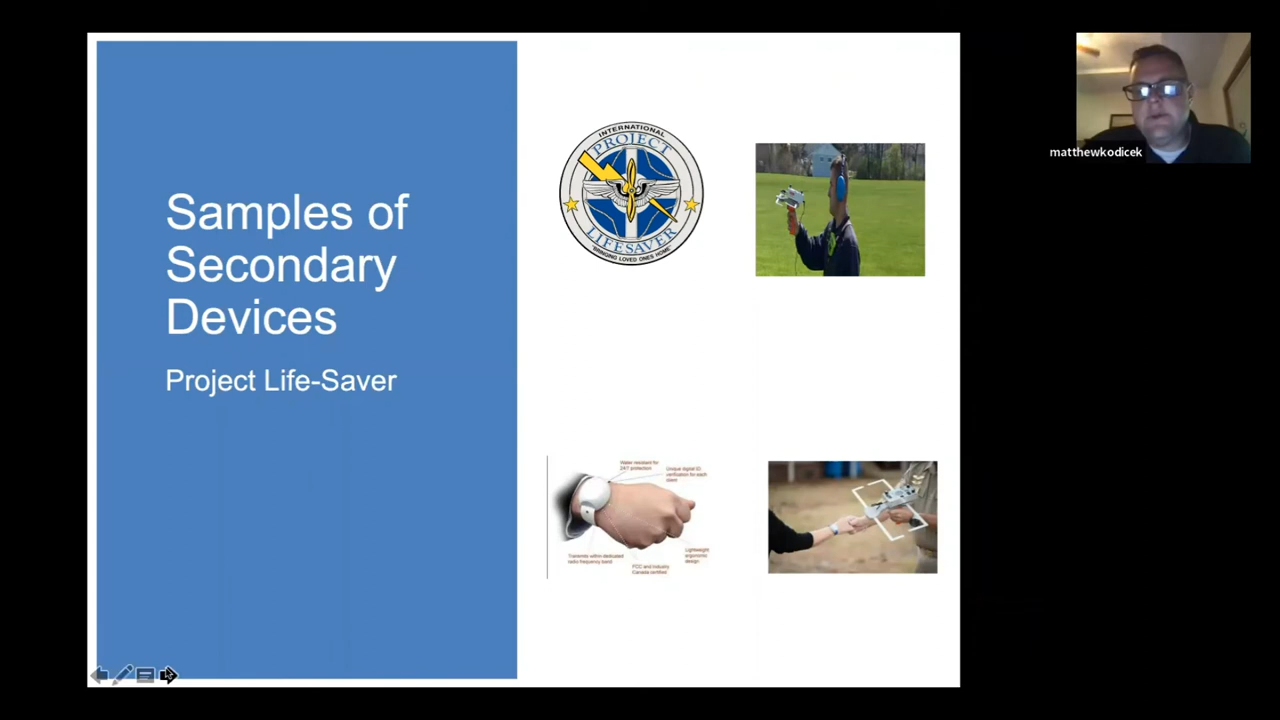 Samples of
Secondary
Devices
Project Life-Saver
INTERNATIONAL
PROJECT
LIFESAVER
"BRINGING LOVED ONES HOME"
Water resistant for
24/7 protection
Unique digital ID
verification for each
client
Transmits within dedicated
radio frequency band
FCC and Industry
Canada certified
Lightweight
ergonomic
design
matthewkodicek